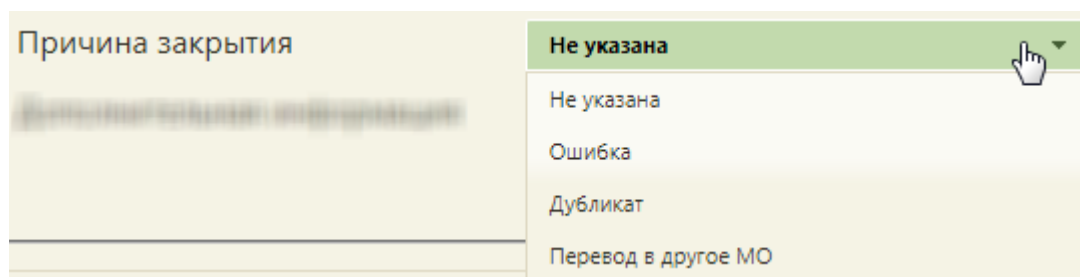 Причина закрытия
Не указана
Не указана
Ошибка
Дубликат
Перевод в другое МО